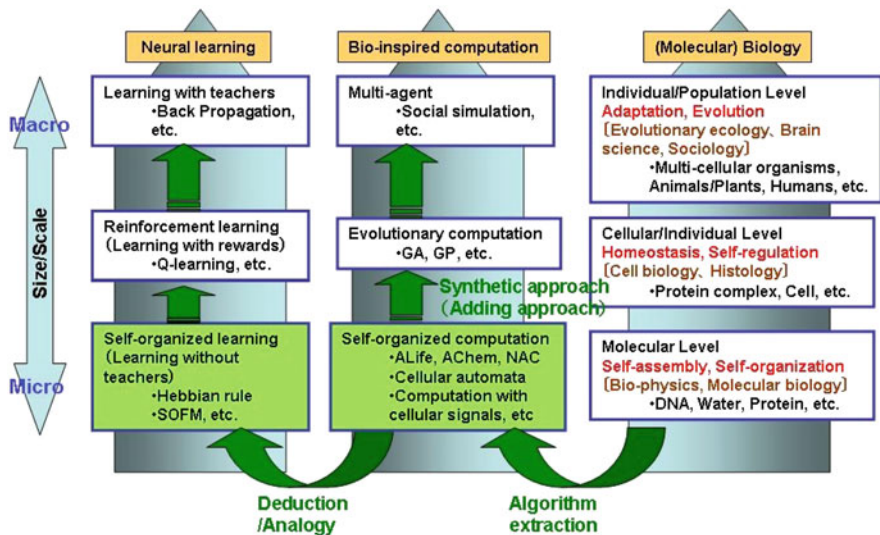 Neural learning
Bio-inspired computation
(Molecular) Biology
Macro
Size/Scale
Micro
Learning with teachers
•Back Propagation,
etc.
Reinforcement learning
(Learning with rewards)
•Q-learning, etc.
Self-organized learning
(Learning without
teachers)
•Hebbian rule
•SOFM, etc.
Multi-agent
•Social simulation,
etc.
Evolutionary computation
•GA, GP, etc.
Synthetic approach
(Adding approach)
Self-organized computation
•ALife, AChem, NAC
•Cellular automata
•Computation with
cellular signals, etc
Individual/Population Level
Adaptation, Evolution
〔Evolutionary ecology、Brain
science, Sociology〕
•Multi-cellular organisms,
Animals/Plants, Humans, etc.
Cellular/Individual Level
Homeostasis, Self-regulation
〔Cell biology、Histology〕
•Protein complex, Cell, etc.
Molecular Level
Self-assembly, Self-organization
〔Bio-physics, Molecular biology〕
•DNA, Water, Protein, etc.
Deduction
/Analogy
Algorithm
extraction